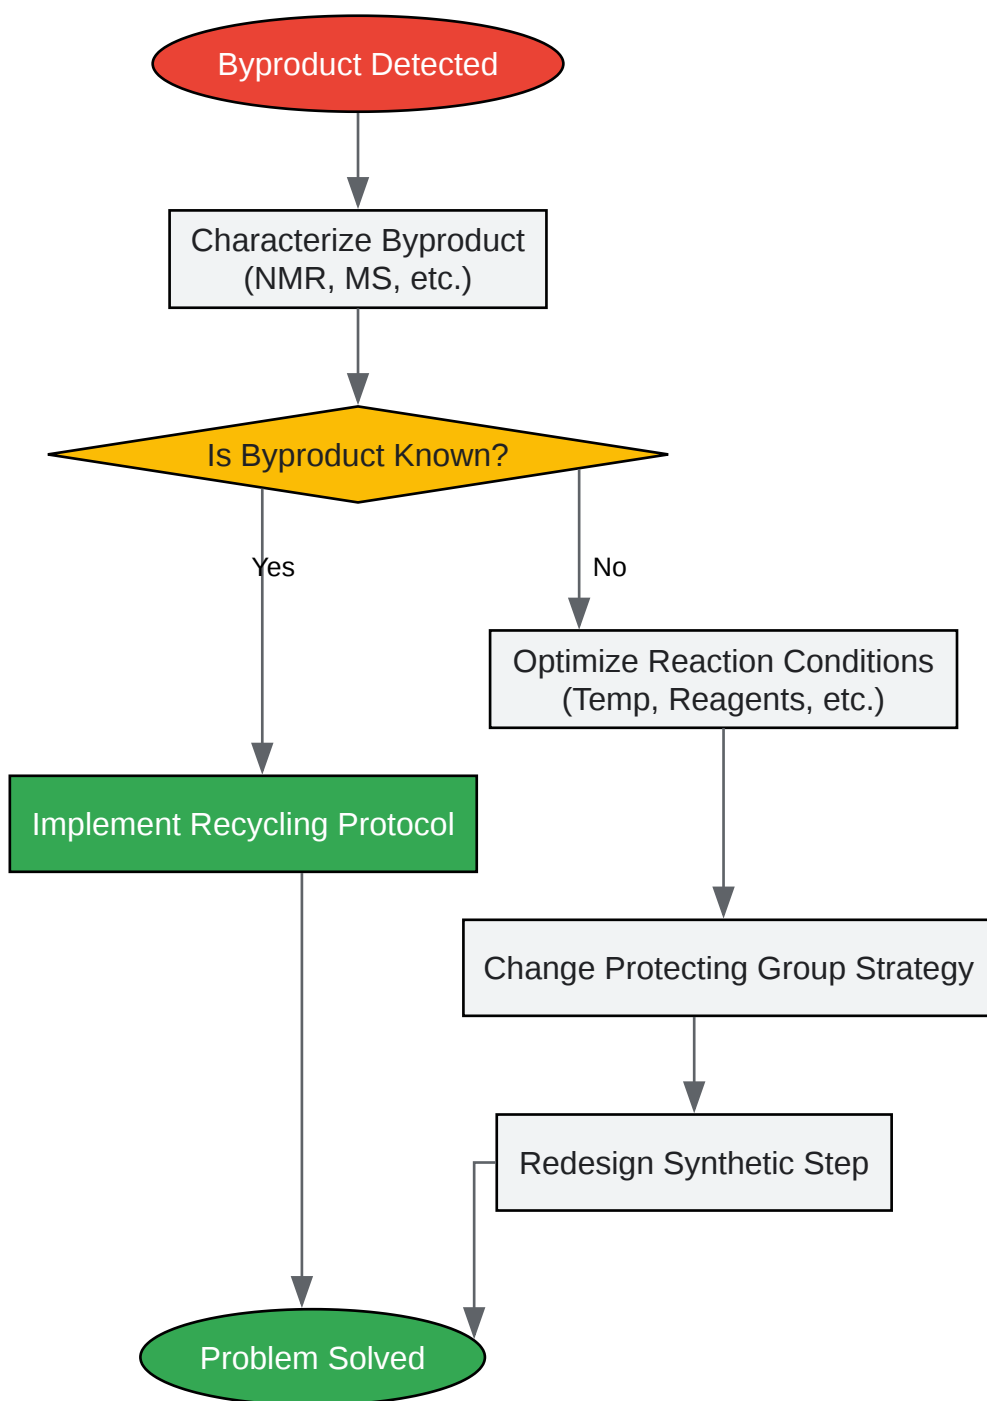 Byproduct Detected
Characterize Byproduct
(NMR, MS, etc.)
Is Byproduct Known?
Yes
No
Optimize Reaction Conditions
(Temp, Reagents, etc.)
Implement Recycling Protocol
Change Protecting Group Strategy
Redesign Synthetic Step
Problem Solved